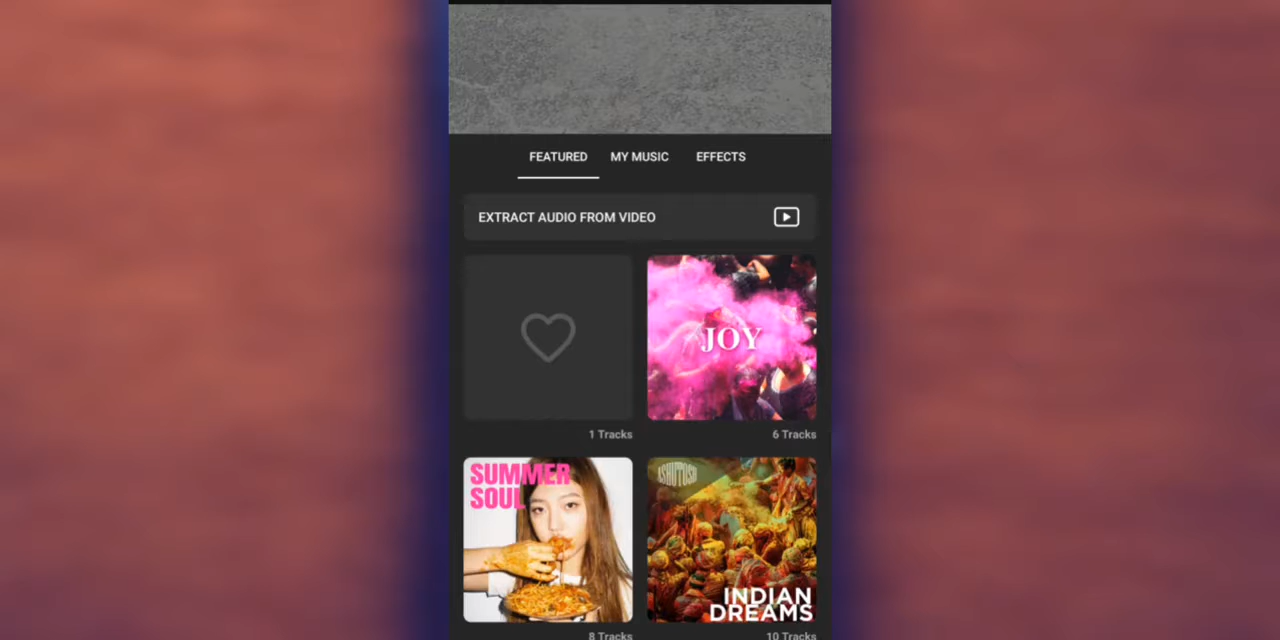 FEATURED
MY MUSIC
EFFECTS
EXTRACT AUDIO FROM VIDEO
JOY
1 Tracks
6 Tracks
SUMMER
SOUL
ASHUTOSH
INDIAN
DREAMS
8 Tracks
10 Tracks